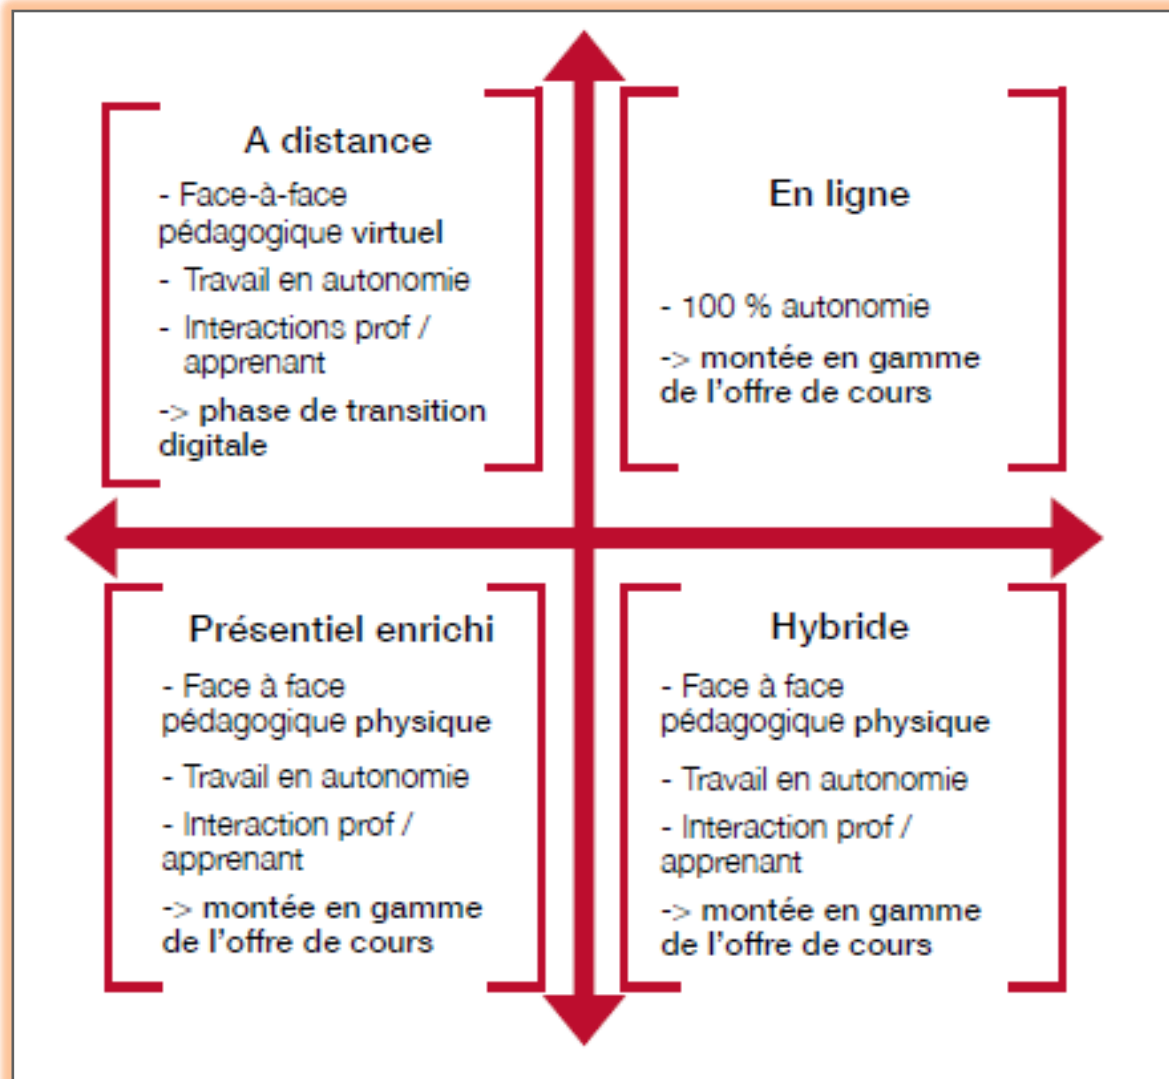 A distance
- Face-à-face
pédagogique virtuel
- Travail en autonomie
- Interactions prof /
apprenant
-> phase de transition
digitale
En ligne
- 100 % autonomie
-> montée en gamme
de l'offre de cours
Présentiel enrichi
- Face à face
pédagogique physique
- Travail en autonomie
- Interaction prof /
apprenant
-> montée en gamme
de l'offre de cours
Hybride
- Face à face
pédagogique physique
- Travail en autonomie
- Interaction prof /
apprenant
-> montée en gamme
de l'offre de cours